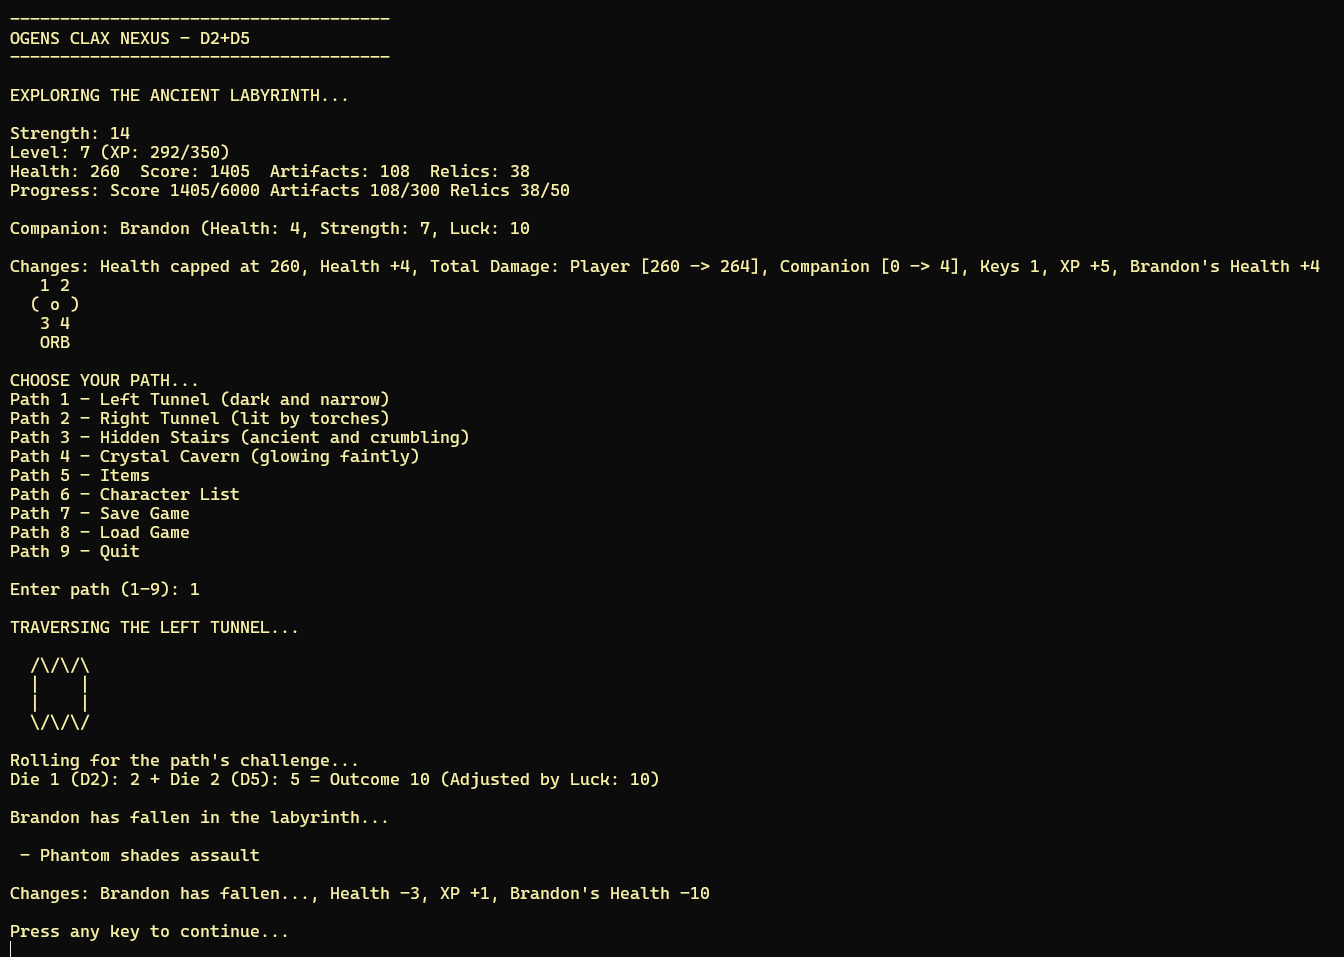 --------------------------------------
OGENS CLAX NEXUS - D2+D5
--------------------------------------
EXPLORING THE ANCIENT LABYRINTH...
Strength: 14
Level: 7 (XP: 292/350)
Health: 260  Score: 1405  Artifacts: 108  Relics: 38
Progress: Score 1405/6000 Artifacts 108/300 Relics 38/50
Companion: Brandon (Health: 4, Strength: 7, Luck: 10
Changes: Health capped at 260, Health +4, Total Damage: Player [260 -> 264], Companion [0 -> 4], Keys 1, XP +5, Brandon's Health +4
   1 2
  ( o )
   3 4
   ORB
CHOOSE YOUR PATH...
Path 1 - Left Tunnel (dark and narrow)
Path 2 - Right Tunnel (lit by torches)
Path 3 - Hidden Stairs (ancient and crumbling)
Path 4 - Crystal Cavern (glowing faintly)
Path 5 - Items
Path 6 - Character List
Path 7 - Save Game
Path 8 - Load Game
Path 9 - Quit
Enter path (1-9): 1
TRAVERSING THE LEFT TUNNEL...
  /\/\/\
  |    |
  |    |
  \/\/\/
Rolling for the path's challenge...
Die 1 (D2): 2 + Die 2 (D5): 5 = Outcome 10 (Adjusted by Luck: 10)
Brandon has fallen in the labyrinth...
 - Phantom shades assault
Changes: Brandon has fallen..., Health -3, XP +1, Brandon's Health -10
Press any key to continue...